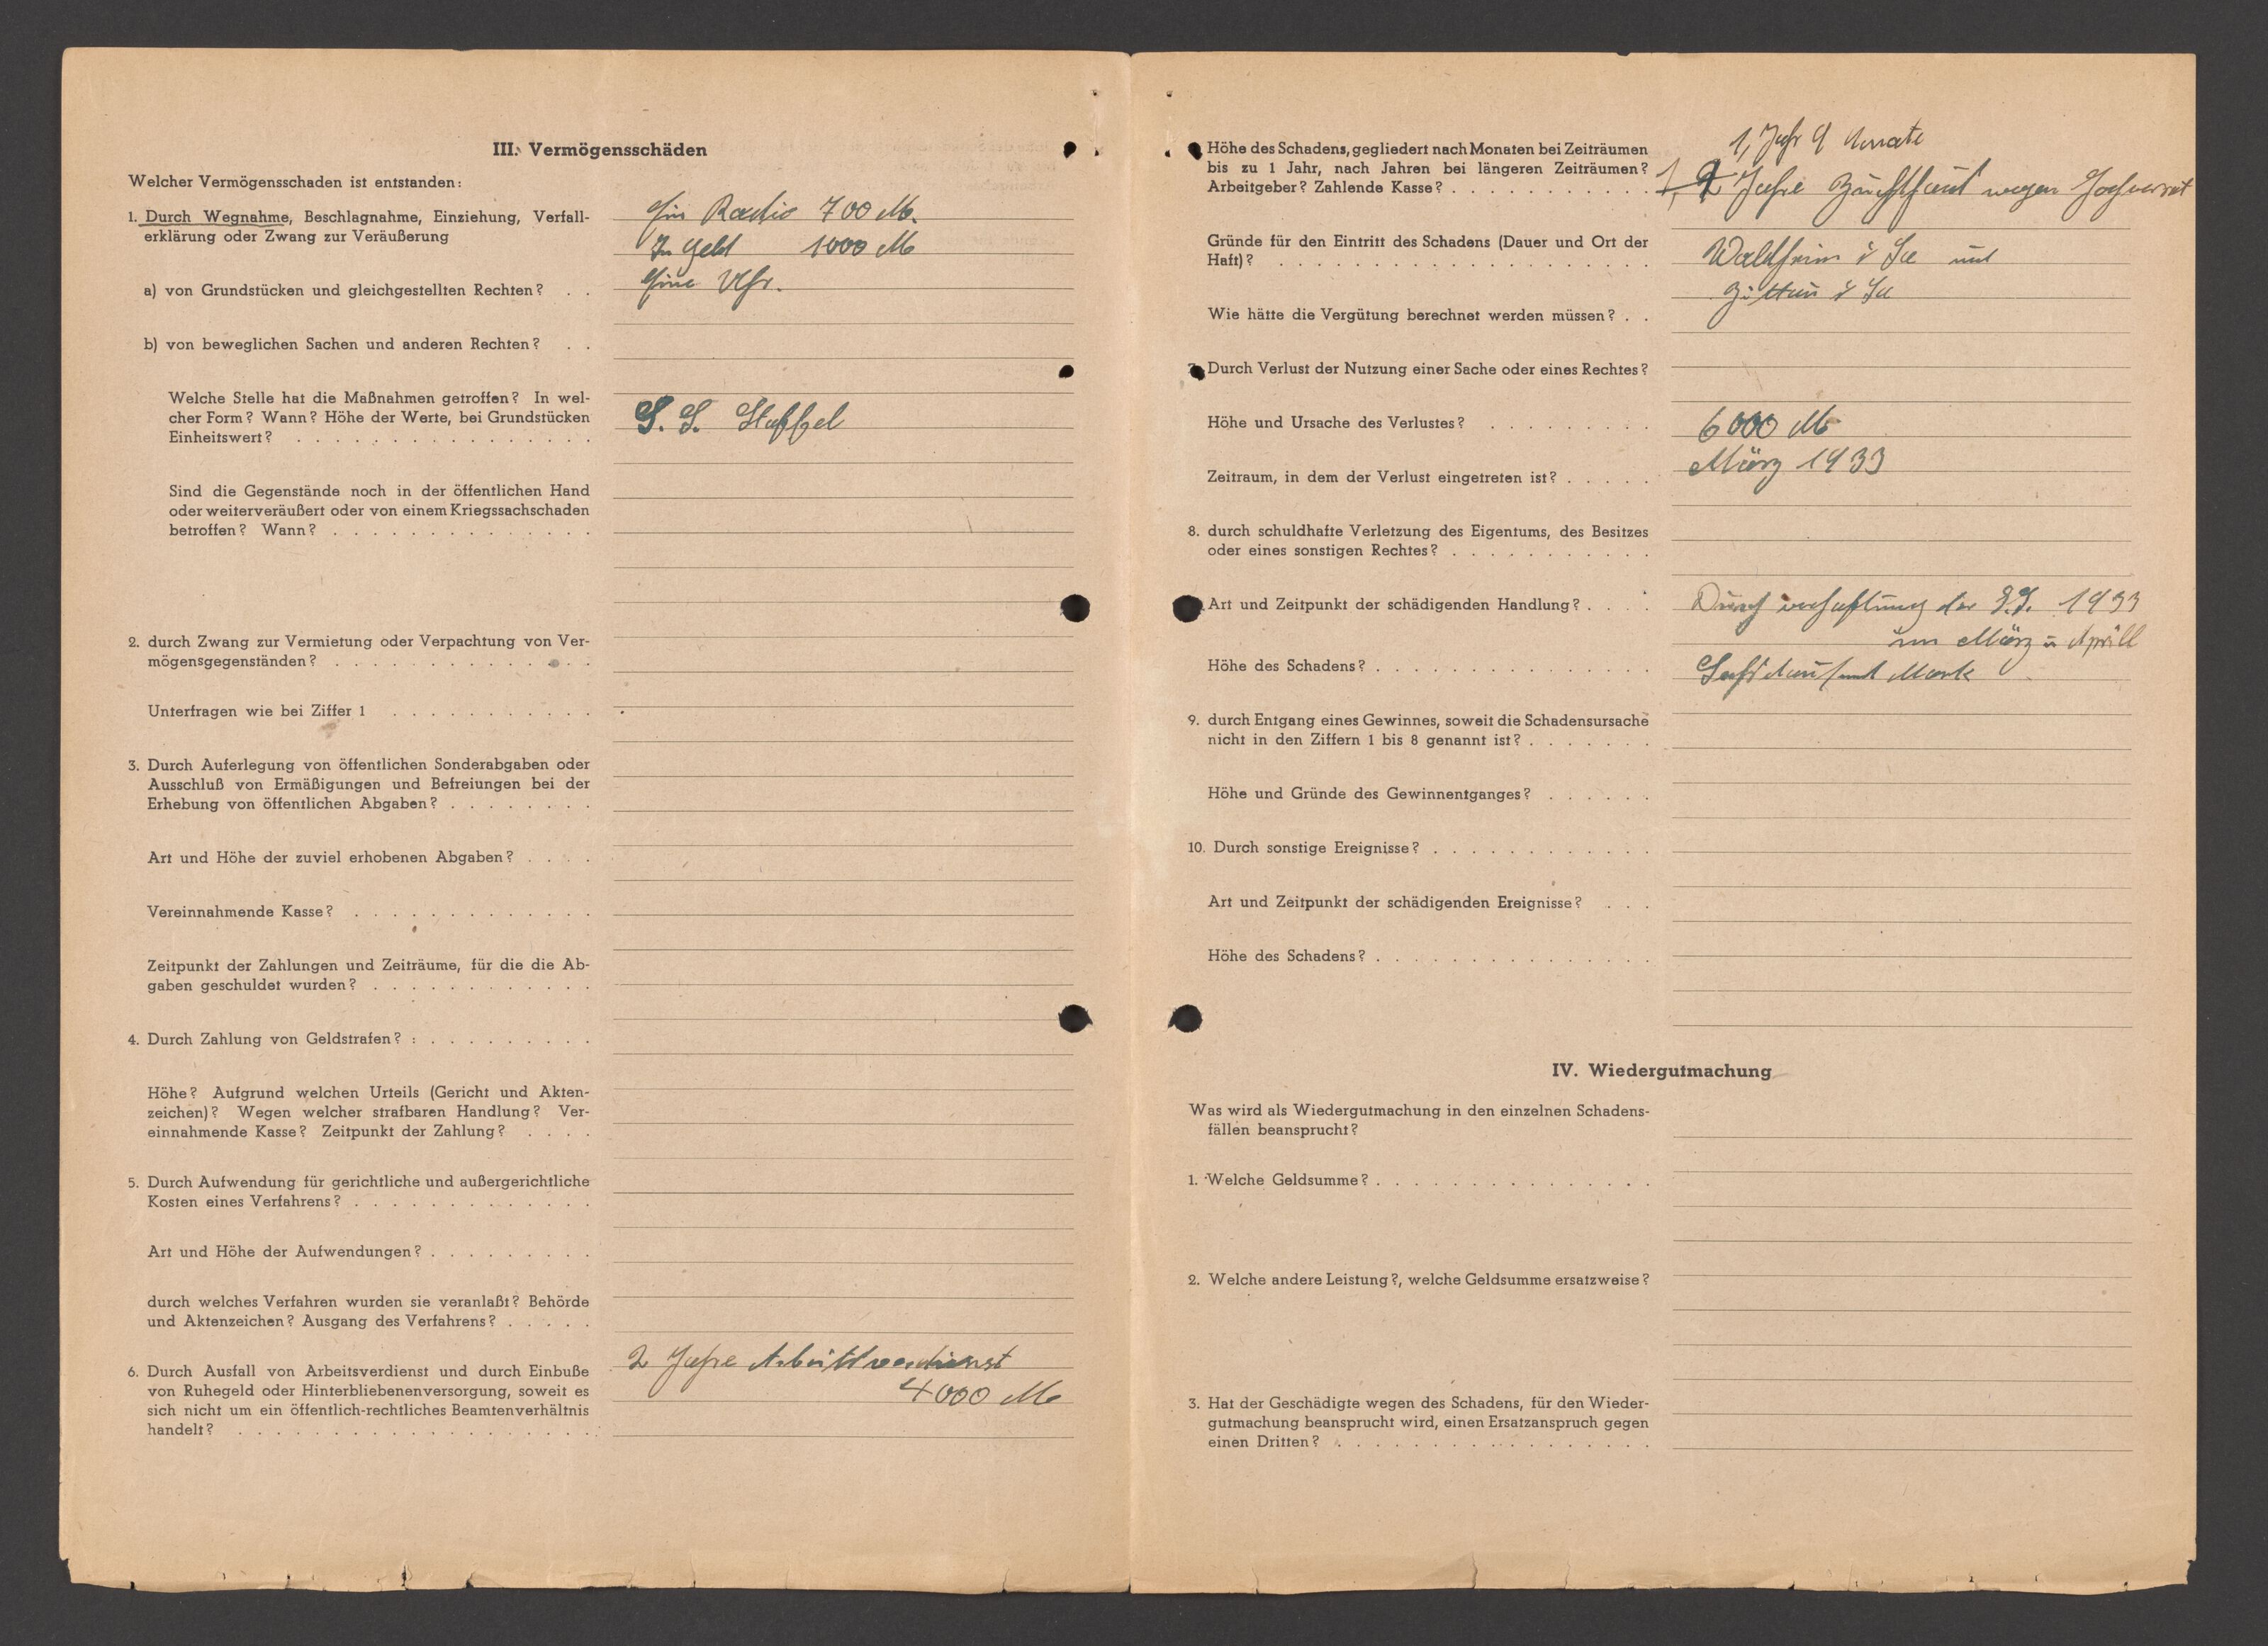 III. Vermögensschäden
Welcher Vermögensschaden ist entstanden:
1. Durch Wegnahme, Beschlagnahme, Einziehung, Verfall-
erklärung oder Zwang zur Veräußerung
Ein Radio 700 M.
In Geld 1000 M
Eine Uhr.
a) von Grundstücken und gleichgestellten Rechten? . .
b) von beweglichen Sachen und anderen Rechten? . .
Welche Stelle hat die Maßnahmen getroffen? In wel-
cher Form? Wann? Höhe der Werte, bei Grundstücken
Einheitswert? . . . . . . . . . . . . . . . .
S. S. Staffel
Sind die Gegenstände noch in der öffentlichen Hand
oder weiterveräußert oder von einem Kriegssachschaden
betroffen? Wann? . . . . . . . . . . . . . .
2. durch Zwang zur Vermietung oder Verpachtung von Ver-
mögensgegenständen? . . . . . . . . . . . . . .
Unterfragen wie bei Ziffer 1 . . . . . . . . . . .
3. Durch Auferlegung von öffentlichen Sonderabgaben oder
Ausschluß von Ermäßigungen und Befreiungen bei der
Erhebung von öffentlichen Abgaben? . . . . . . . .
Art und Höhe der zuviel erhobenen Abgaben? . . . .
Vereinnahmende Kasse? . . . . . . . . . . . . .
Zeitpunkt der Zahlungen und Zeiträume, für die die Ab-
gaben geschuldet wurden? . . . . . . . . . . . .
4. Durch Zahlung von Geldstrafen? : . . . . . . . . .
Höhe? Aufgrund welchen Urteils (Gericht und Akten-
zeichen)? Wegen welcher strafbaren Handlung? Ver-
einnahmende Kasse? Zeitpunkt der Zahlung? . . . .
5. Durch Aufwendung für gerichtliche und außergerichtliche
Kosten eines Verfahrens? . . . . . . . . . . . . .
Art und Höhe der Aufwendungen? . . . . . . . . .
durch welches Verfahren wurden sie veranlaßt? Behörde
und Aktenzeichen? Ausgang des Verfahrens? . . . . .
6. Durch Ausfall von Arbeitsverdienst und durch Einbuße
von Ruhegeld oder Hinterbliebenenversorgung, soweit es
sich nicht um ein öffentlich-rechtliches Beamtenverhältnis
handelt? . . . . . . . . . . . . . . . . . . .
2 Jahre Arbeitsverdienst
4000 M
Höhe des Schadens, gegliedert nach Monaten bei Zeiträumen
bis zu 1 Jahr, nach Jahren bei längeren Zeiträumen?
Arbeitgeber? Zahlende Kasse? . . . . . . . . . . .
1, Jahr 9 Monate
2 Jahre Zuchthaus wegen Hochverrat
Gründe für den Eintritt des Schadens (Dauer und Ort der
Haft)? . . . . . . . . . . . . . . . . . . .
Waldheim i Sa und
Zittau i Sa
Wie hätte die Vergütung berechnet werden müssen? . .
7. Durch Verlust der Nutzung einer Sache oder eines Rechtes?
Höhe und Ursache des Verlustes? . . . . . . . . .
6000 M
Zeitraum, in dem der Verlust eingetreten ist? . . . . .
März 1933
8. durch schuldhafte Verletzung des Eigentums, des Besitzes
oder eines sonstigen Rechtes? . . . . . . . . . . .
Art und Zeitpunkt der schädigenden Handlung? . . . .
Durch verhaftung der S.S. 1933
im März u Aprill
Höhe des Schadens? . . . . . . . . . . . . . . .
Sechstausend Mark
9. durch Entgang eines Gewinnes, soweit die Schadensursache
nicht in den Ziffern 1 bis 8 genannt ist? . . . . . . .
Höhe und Gründe des Gewinnentganges? . . . . . .
10. Durch sonstige Ereignisse? . . . . . . . . . . . .
Art und Zeitpunkt der schädigenden Ereignisse? . . .
Höhe des Schadens? . . . . . . . . . . . . . . .
IV. Wiedergutmachung
Was wird als Wiedergutmachung in den einzelnen Schadens-
fällen beansprucht?
1. Welche Geldsumme? . . . . . . . . . . . . . . .
2. Welche andere Leistung?, welche Geldsumme ersatzweise?
3. Hat der Geschädigte wegen des Schadens, für den Wieder-
gutmachung beansprucht wird, einen Ersatzanspruch gegen
einen Dritten? . . . . . . . . . . . . . . . . .